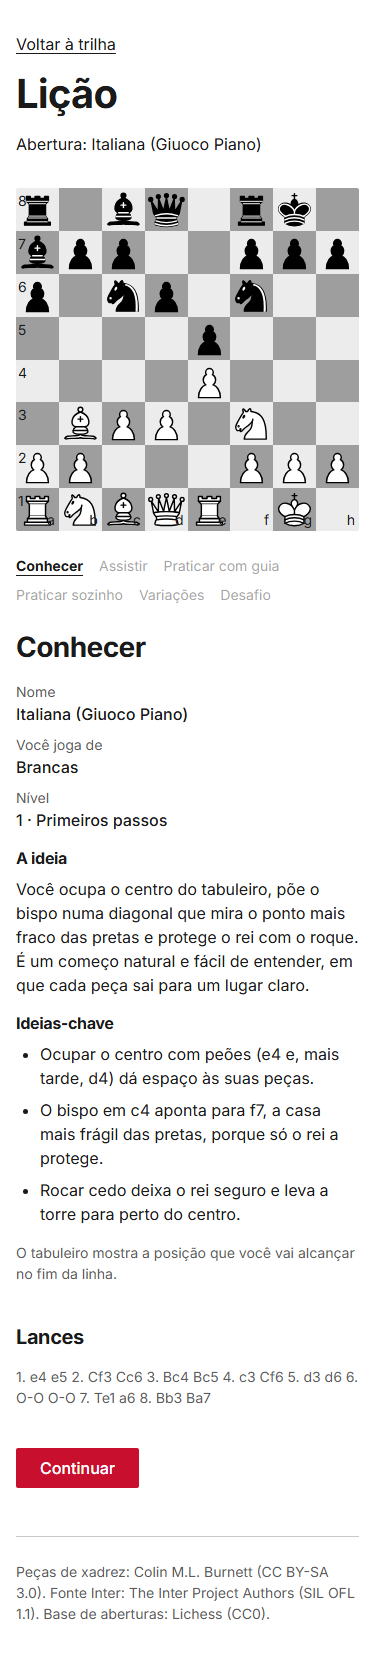 Voltar à trilha
Lição
Abertura: Italiana (Giuoco Piano)
8
7
6
5
4
3
2
1
a b c d e f g h
Conhecer Assistir Praticar com guia
Praticar sozinho Variações Desafio
Conhecer
Nome
Italiana (Giuoco Piano)
Você joga de
Brancas
Nível
1 · Primeiros passos
A ideia
Você ocupa o centro do tabuleiro, põe o
bispo numa diagonal que mira o ponto mais
fraco das pretas e protege o rei com o roque.
É um começo natural e fácil de entender, em
que cada peça sai para um lugar claro.
Ideias-chave
• Ocupar o centro com peões (e4 e, mais
tarde, d4) dá espaço às suas peças.
• O bispo em c4 aponta para f7, a casa
mais frágil das pretas, porque só o rei a
protege.
• Rocar cedo deixa o rei seguro e leva a
torre para perto do centro.
O tabuleiro mostra a posição que você vai alcançar
no fim da linha.
Lances
1. e4 e5 2. Cf3 Cc6 3. Bc4 Bc5 4. c3 Cf6 5. d3 d6 6.
O-O O-O 7. Te1 a6 8. Bb3 Ba7
Continuar
Peças de xadrez: Colin M.L. Burnett (CC BY-SA
3.0). Fonte Inter: The Inter Project Authors (SIL OFL
1.1). Base de aberturas: Lichess (CC0).